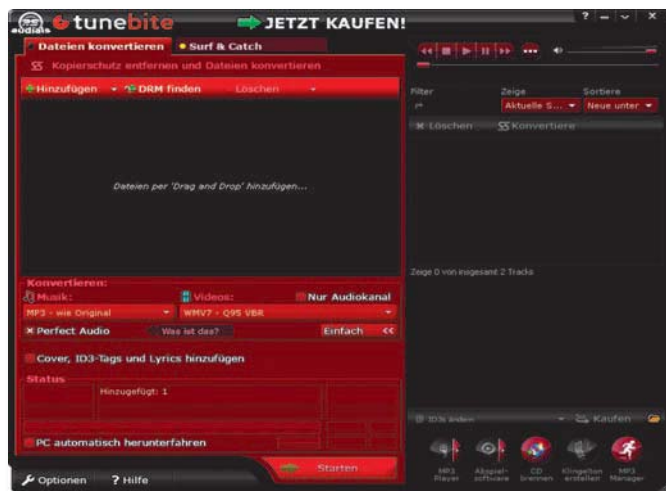 audials tunebite JETZT KAUFEN! ?
Dateien konvertieren Surf & Catch
Kopierschutz entfernen und Dateien konvertieren
Hinzufügen DRM finden Löschen
Filter Zeige Sortiere
Aktuelle S... Neue unter
Löschen Konvertiere
Dateien per 'Drag and Drop' hinzufügen...
Zeige 0 von insgesamt 2 Tracks
Konvertieren:
Musik: Videos: Nur Audiokanal
MP3 - wie Original WMV7 - Q95 VBR
Perfect Audio Was ist das? Einfach <<
Cover, ID3-Tags und Lyrics hinzufügen
Status
Hinzugefügt: 1
ID3s ändern Kaufen
PC automatisch herunterfahren
Starten
MP3 Player
Abspiel-software
CD brennen
Klingelton erstellen
MP3 Manager
Optionen ? Hilfe